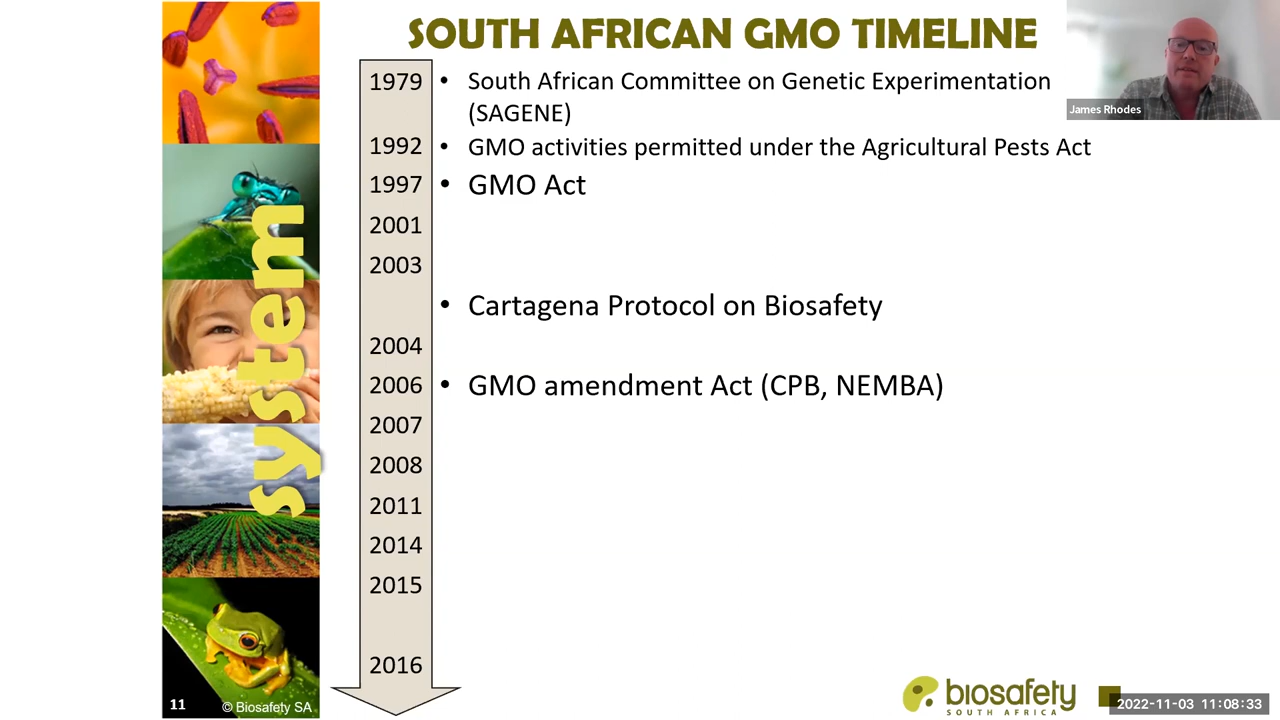 SOUTH AFRICAN GMO TIMELINE
James Rhodes
1979
• South African Committee on Genetic Experimentation
(SAGENE)
1992
• GMO activities permitted under the Agricultural Pests Act
1997
• GMO Act
2001
2003
• Cartagena Protocol on Biosafety
2004
2006
• GMO amendment Act (CPB, NEMBA)
2007
2008
2011
2014
2015
2016
system
11
© Biosafety SA
biosafety
SOUTH AFRICA
2022-11-03 11:08:33